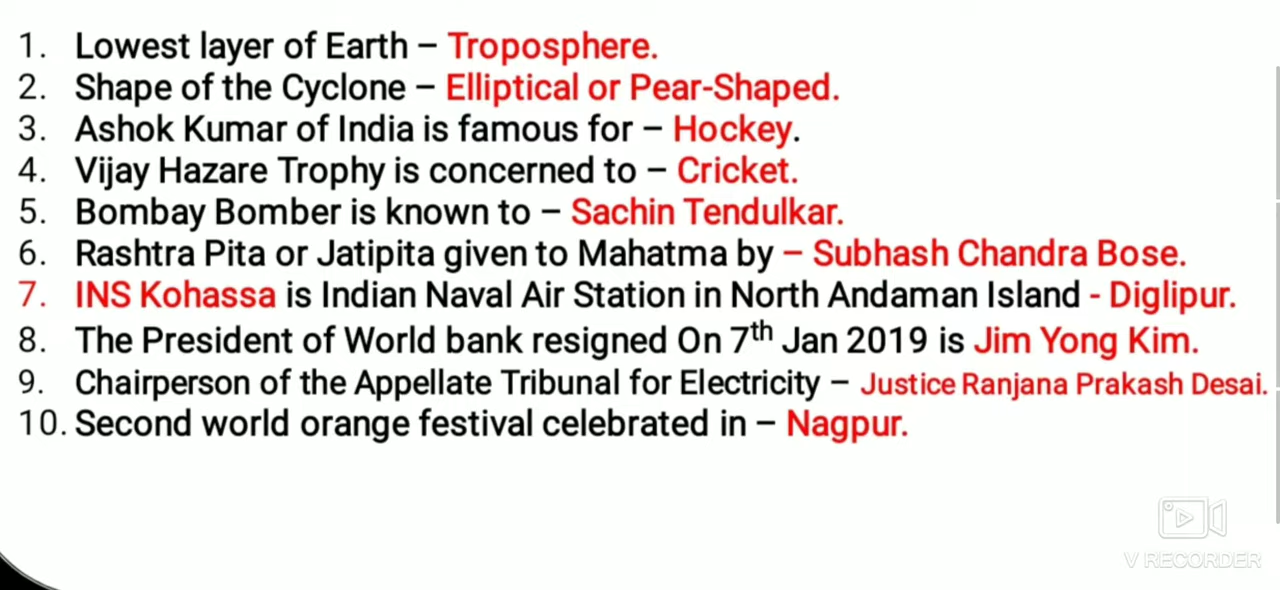 1. Lowest layer of Earth – Troposphere.
2. Shape of the Cyclone – Elliptical or Pear-Shaped.
3. Ashok Kumar of India is famous for – Hockey.
4. Vijay Hazare Trophy is concerned to – Cricket.
5. Bombay Bomber is known to – Sachin Tendulkar.
6. Rashtra Pita or Jatipita given to Mahatma by – Subhash Chandra Bose.
7. INS Kohassa is Indian Naval Air Station in North Andaman Island - Diglipur.
8. The President of World bank resigned On 7th Jan 2019 is Jim Yong Kim.
9. Chairperson of the Appellate Tribunal for Electricity – Justice Ranjana Prakash Desai.
10. Second world orange festival celebrated in – Nagpur.
V RECORDER